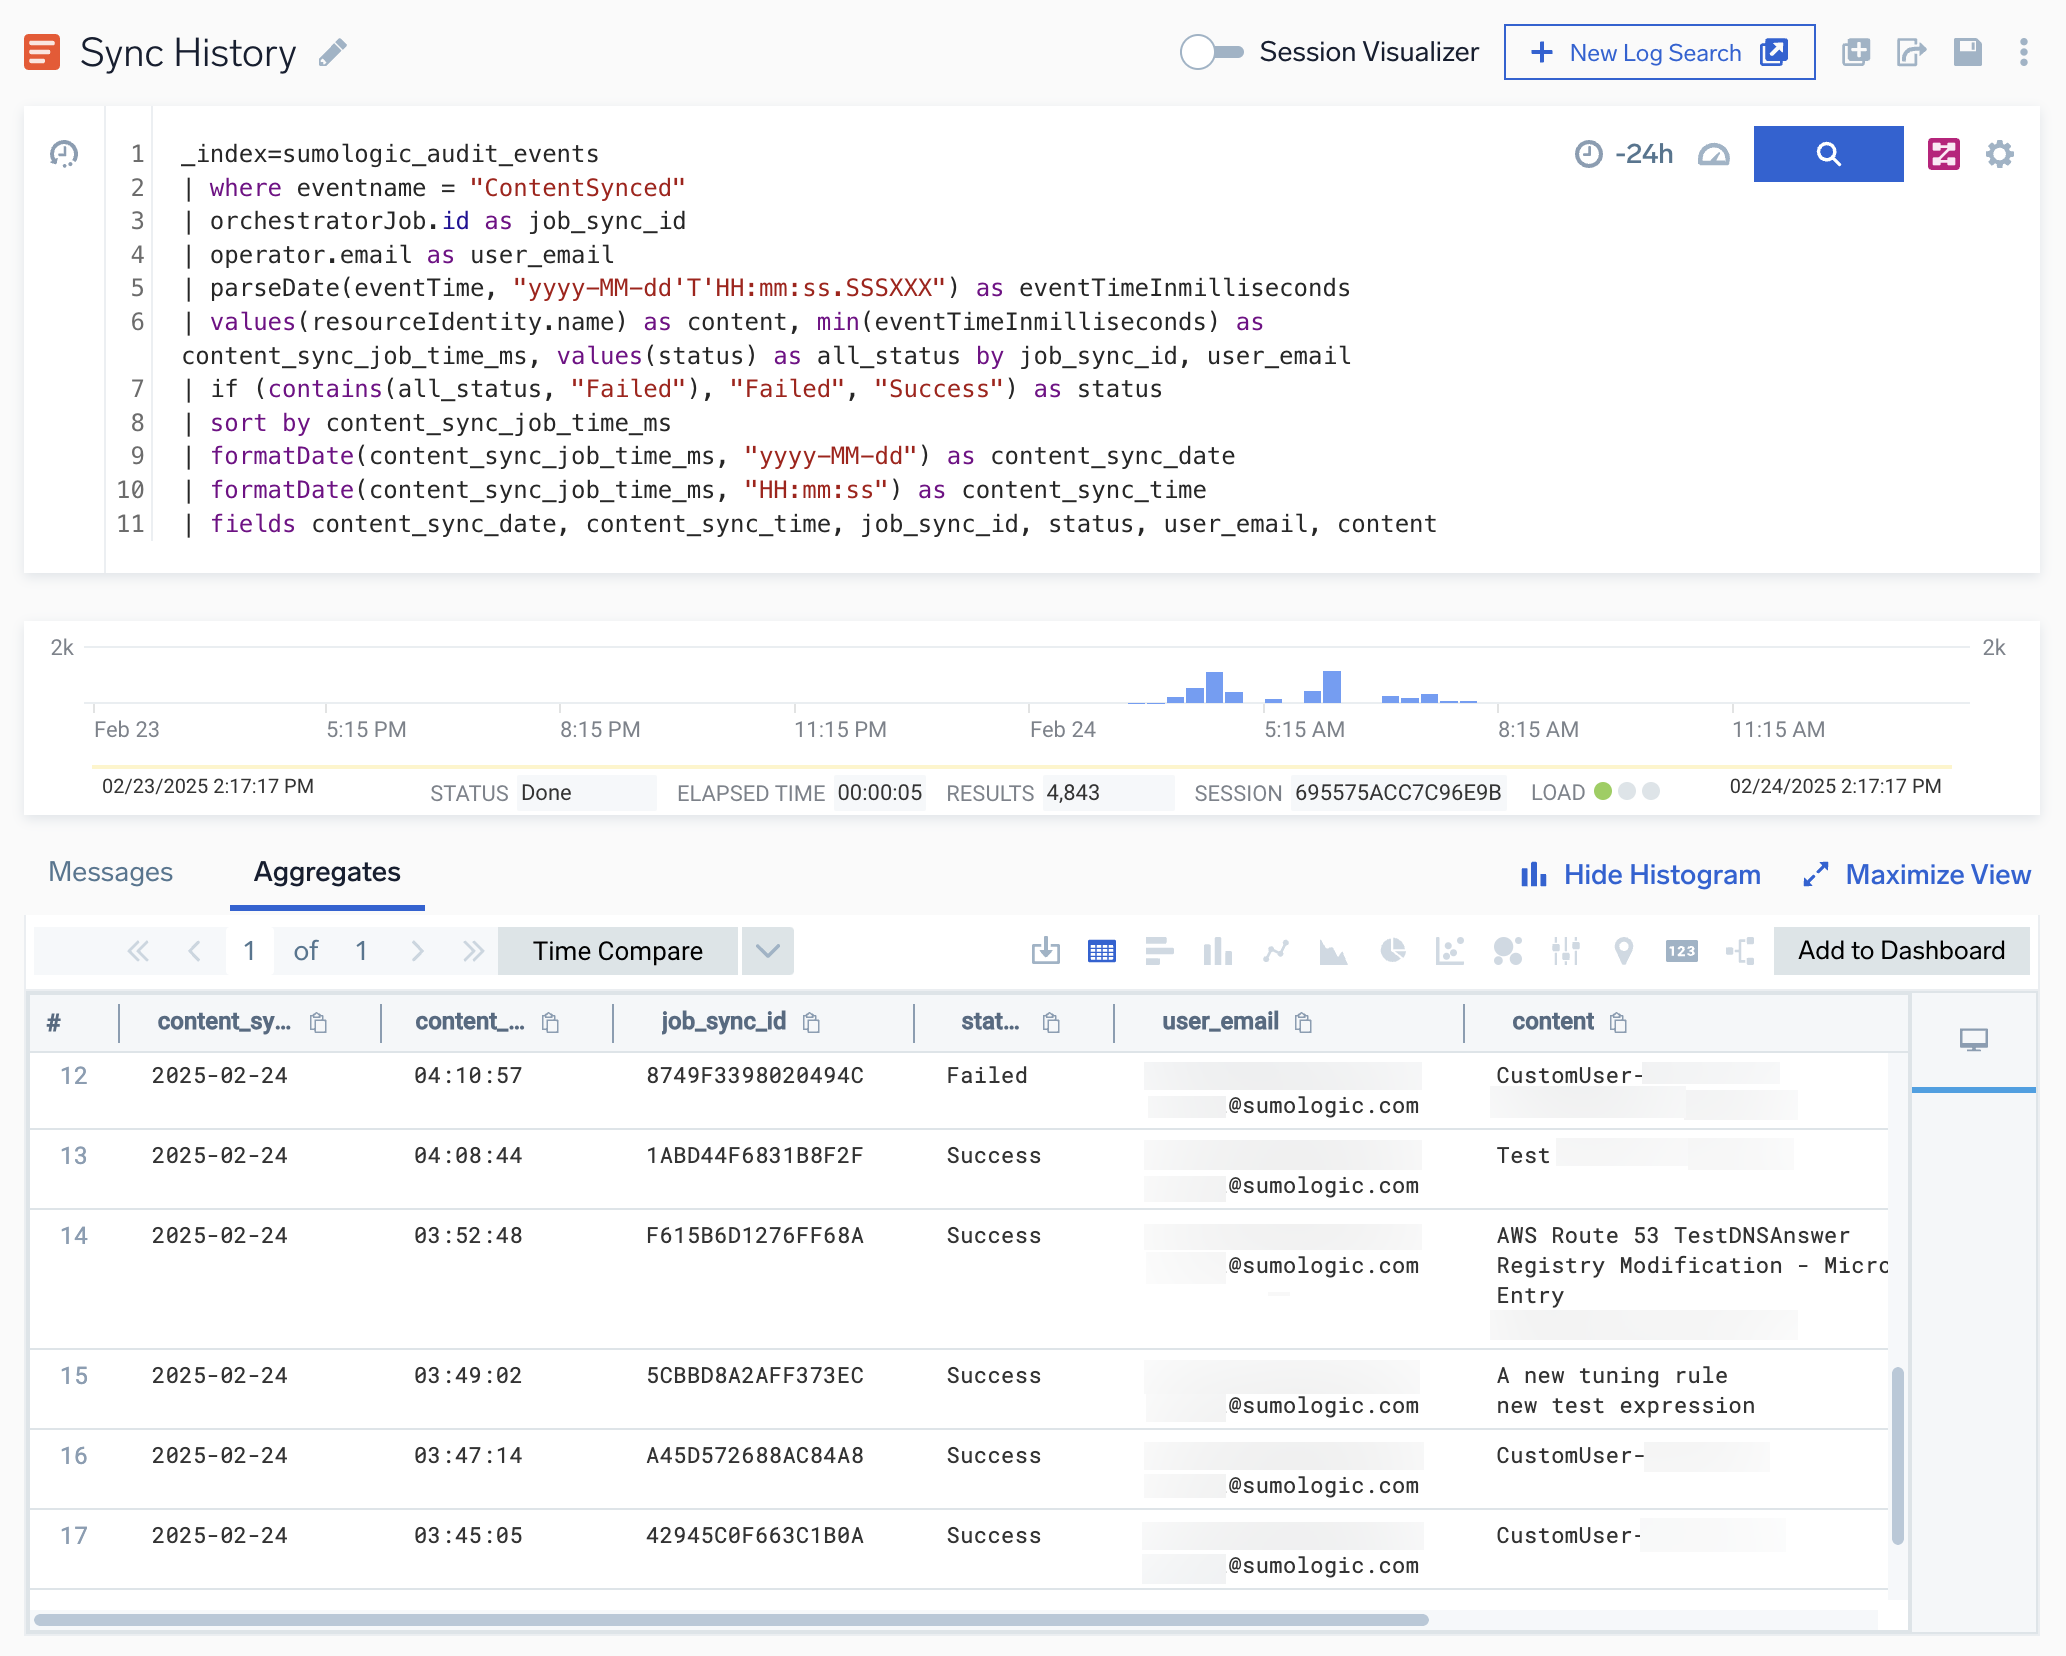 Sync History
Session Visualizer
+ New Log Search
-24h
1 _index=sumologic_audit_events
2 | where eventname = "ContentSynced"
3 | orchestratorJob.id as job_sync_id
4 | operator.email as user_email
5 | parseDate(eventTime, "yyyy-MM-dd'T'HH:mm:ss.SSSXXX") as eventTimeInmilliseconds
6 | values(resourceIdentity.name) as content, min(eventTimeInmilliseconds) as
content_sync_job_time_ms, values(status) as all_status by job_sync_id, user_email
7 | if (contains(all_status, "Failed"), "Failed", "Success") as status
8 | sort by content_sync_job_time_ms
9 | formatDate(content_sync_job_time_ms, "yyyy-MM-dd") as content_sync_date
10 | formatDate(content_sync_job_time_ms, "HH:mm:ss") as content_sync_time
11 | fields content_sync_date, content_sync_time, job_sync_id, status, user_email, content
2k 2k
Feb 23 5:15 PM 8:15 PM 11:15 PM Feb 24 5:15 AM 8:15 AM 11:15 AM
02/23/2025 2:17:17 PM STATUS Done ELAPSED TIME 00:00:05 RESULTS 4,843 SESSION 695575ACC7C96E9B LOAD 02/24/2025 2:17:17 PM
Messages Aggregates Hide Histogram Maximize View
1 of 1 Time Compare 123 Add to Dashboard
# content_sy... content_... job_sync_id stat... user_email content
12 2025-02-24 04:10:57 8749F3398020494C Failed CustomUser-
@sumologic.com
13 2025-02-24 04:08:44 1ABD44F6831B8F2F Success Test
@sumologic.com
14 2025-02-24 03:52:48 F615B6D1276FF68A Success AWS Route 53 TestDNSAnswer
@sumologic.com Registry Modification - Micro
Entry
15 2025-02-24 03:49:02 5CBBD8A2AFF373EC Success A new tuning rule
@sumologic.com new test expression
16 2025-02-24 03:47:14 A45D572688AC84A8 Success CustomUser-
@sumologic.com
17 2025-02-24 03:45:05 42945C0F663C1B0A Success CustomUser-
@sumologic.com